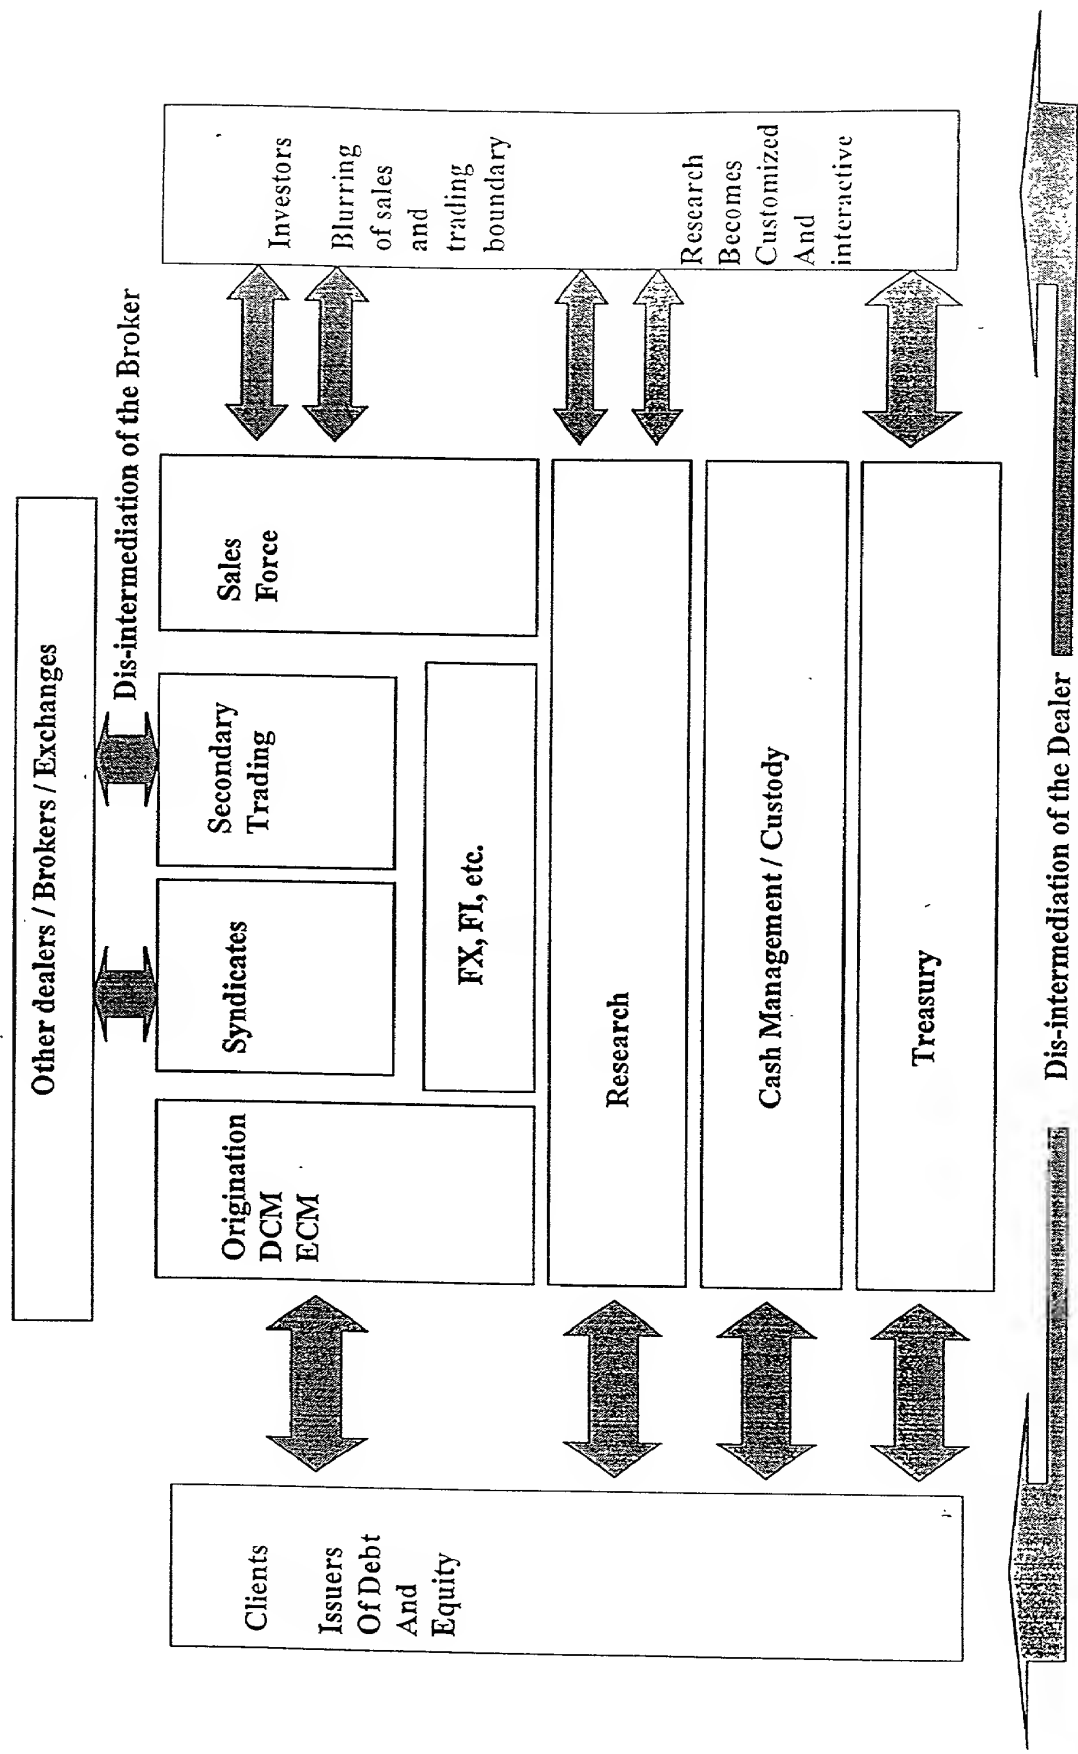 Other dealers / Brokers / Exchanges
Dis-intermediation of the Broker
Clients
Issuers
Of Debt
And
Equity
Origination
DCM
ECM
Syndicates
Secondary
Trading
Sales
Force
FX, FI, etc.
Research
Cash Management / Custody
Treasury
Investors
Blurring
of sales
and
trading
boundary
Research
Becomes
Customized
And
interactive
Dis-intermediation of the Dealer